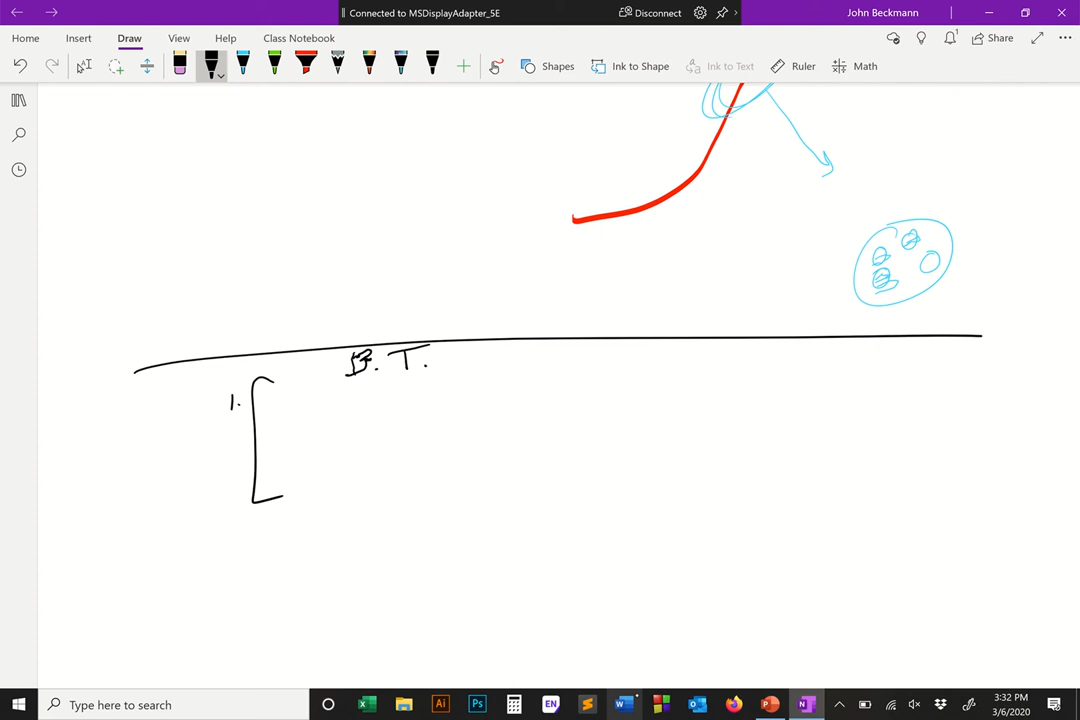 Connected to MSDisplayAdapter_5E
Disconnect
John Beckmann
Home Insert Draw View Help Class Notebook
Share
Shapes Ink to Shape Ink to Text Ruler Math
B. T.
1.
Type here to search
EN
3:32 PM
3/6/2020